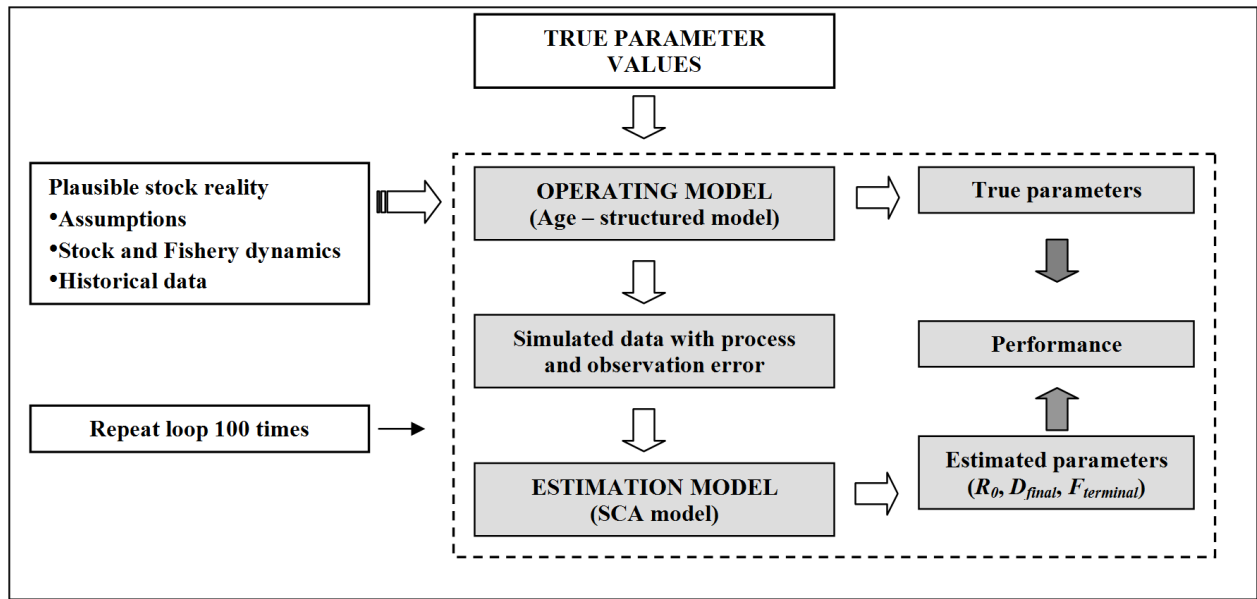 TRUE PARAMETER
VALUES
Plausible stock reality
•Assumptions
•Stock and Fishery dynamics
•Historical data
OPERATING MODEL
(Age – structured model)
True parameters
Simulated data with process
and observation error
Performance
Repeat loop 100 times
ESTIMATION MODEL
(SCA model)
Estimated parameters
(R0, Dfinal, Fterminal)